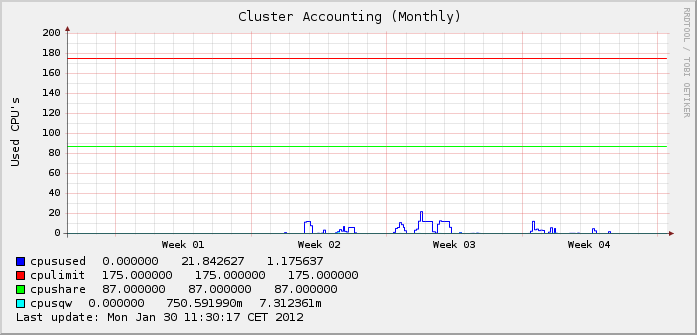 Cluster Accounting (Monthly)
RRDTOOL / TOBI OETIKER
Used CPU's
200
180
160
140
120
100
80
60
40
20
0
Week 01 Week 02 Week 03 Week 04
cpusused 0.000000 21.842627 1.175637
cpulimit 175.000000 175.000000 175.000000
cpushare 87.000000 87.000000 87.000000
cpusqw 0.000000 750.591990m 7.312361m
Last update: Mon Jan 30 11:30:17 CET 2012